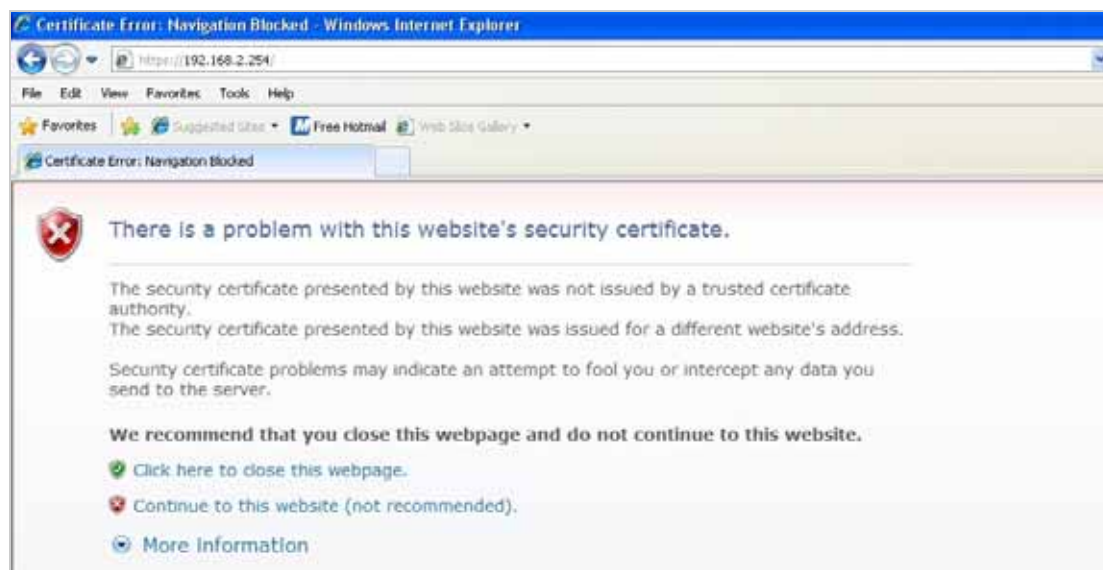 Certificate Error: Navigation Blocked - Windows Internet Explorer
https://192.168.2.254/
File Edit View Favorites Tools Help
Favorites Suggested Sites Free Hotmail Web Slice Gallery
Certificate Error: Navigation Blocked
There is a problem with this website's security certificate.
The security certificate presented by this website was not issued by a trusted certificate
authority.
The security certificate presented by this website was issued for a different website's address.
Security certificate problems may indicate an attempt to fool you or intercept any data you
send to the server.
We recommend that you close this webpage and do not continue to this website.
Click here to close this webpage.
Continue to this website (not recommended).
More information